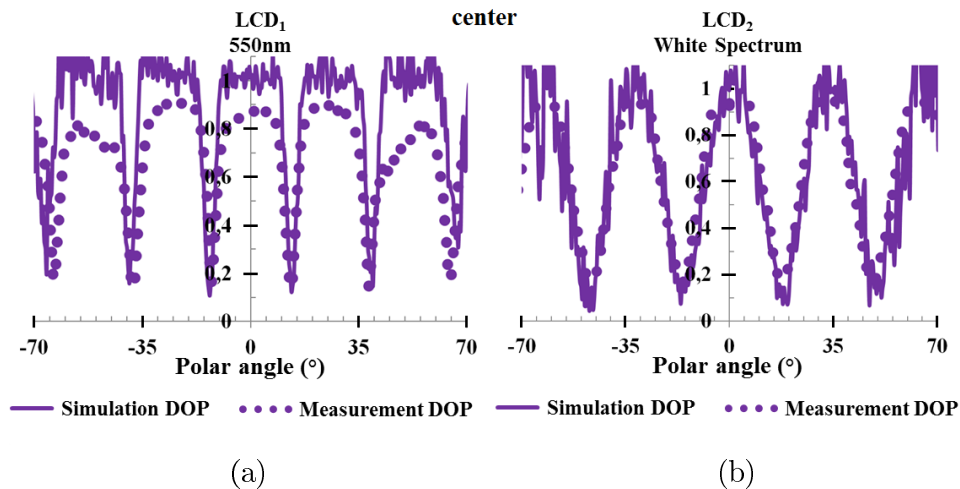 center
LCD₁
550nm
1
0,8
0,6
0,4
0,2
0
-70 -35 0 35 70
Polar angle (°)
Simulation DOP Measurement DOP
(a)
LCD₂
White Spectrum
1
0,8
0,6
0,4
0,2
0
-70 -35 0 35 70
Polar angle (°)
Simulation DOP Measurement DOP
(b)